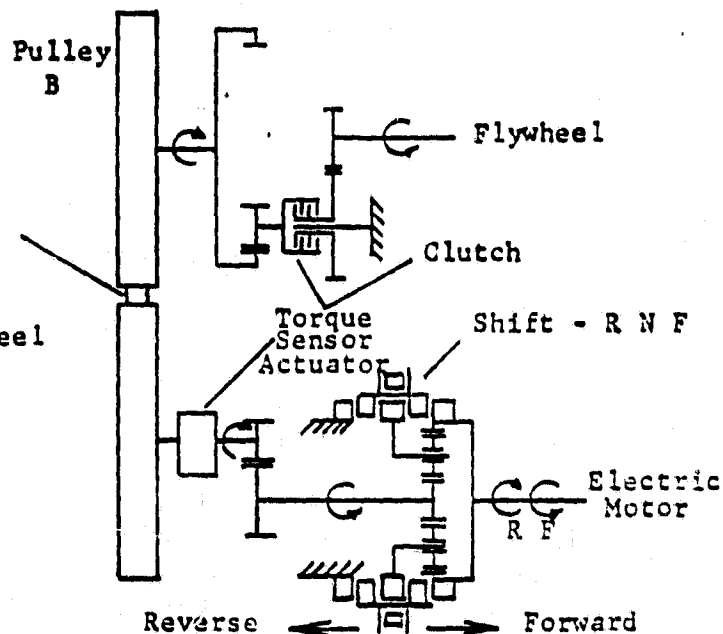 Pulley
B
Flywheel
Clutch
eel
Torque
Sensor
Actuator
Shift - R N F
Electric
Motor
R F
Reverse
Forward